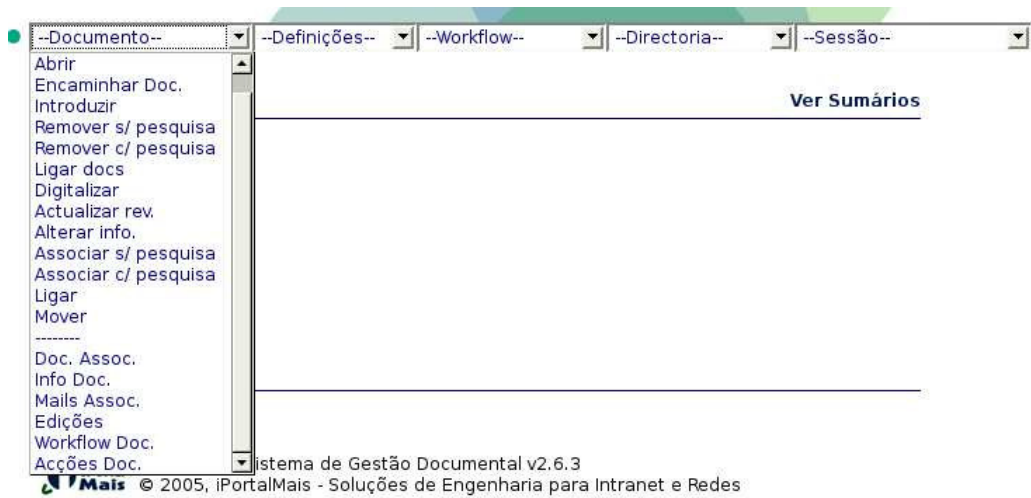 --Documento-- --Definições-- --Workflow-- --Directoria-- --Sessão--
Abrir
Encaminhar Doc.
Introduzir
Ver Sumários
Remover s/ pesquisa
Remover c/ pesquisa
Ligar docs
Digitalizar
Actualizar rev.
Alterar info.
Associar s/ pesquisa
Associar c/ pesquisa
Ligar
Mover
--------
Doc. Assoc.
Info Doc.
Mails Assoc.
Edições
Workflow Doc.
Acções Doc.
istema de Gestão Documental v2.6.3
Mais © 2005, iPortalMais - Soluções de Engenharia para Intranet e Redes